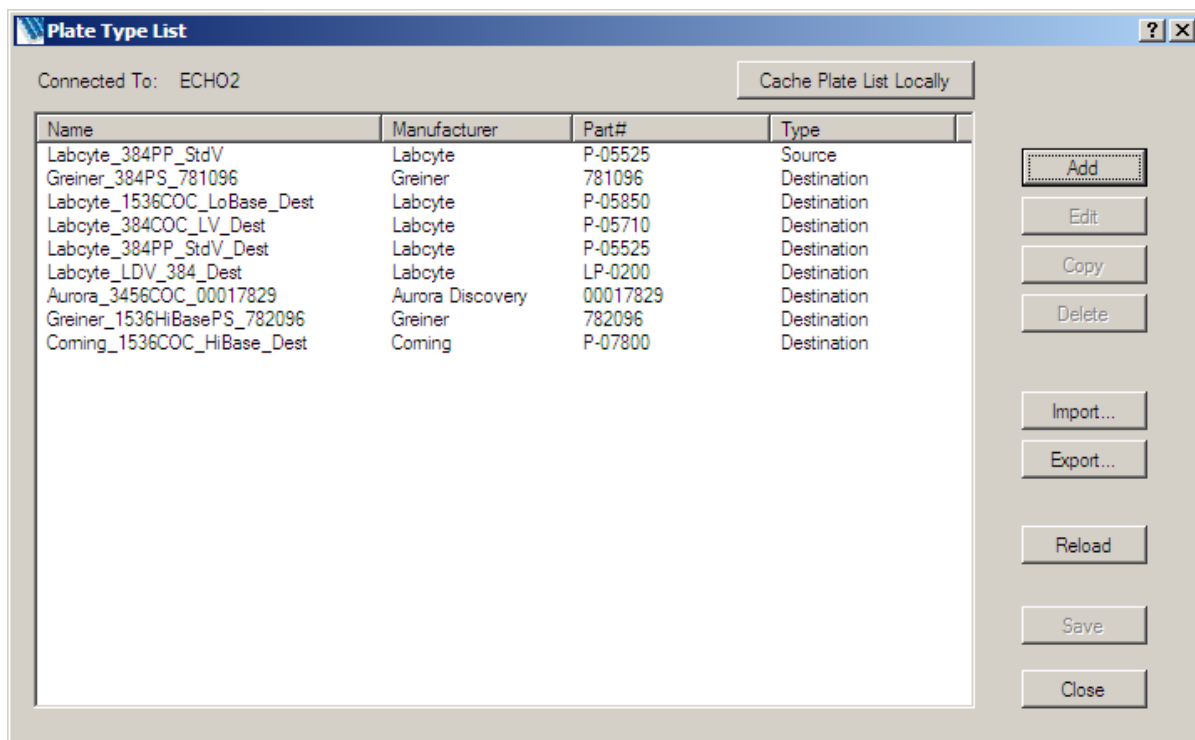 Plate Type List
Connected To: ECHO2 Cache Plate List Locally
Name Manufacturer Part# Type
Labcyte_384PP_StdV Labcyte P-05525 Source
Greiner_384PS_781096 Greiner 781096 Destination
Labcyte_1536COC_LoBase_Dest Labcyte P-05850 Destination
Labcyte_384COC_LV_Dest Labcyte P-05710 Destination
Labcyte_384PP_StdV_Dest Labcyte P-05525 Destination
Labcyte_LDV_384_Dest Labcyte LP-0200 Destination
Aurora_3456COC_00017829 Aurora Discovery 00017829 Destination
Greiner_1536HiBasePS_782096 Greiner 782096 Destination
Corning_1536COC_HiBase_Dest Corning P-07800 Destination
Add
Edit
Copy
Delete
Import...
Export...
Reload
Save
Close